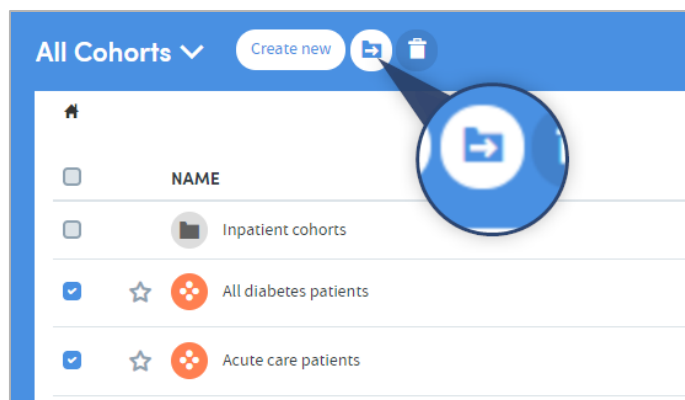 All Cohorts
Create new
NAME
Inpatient cohorts
All diabetes patients
Acute care patients